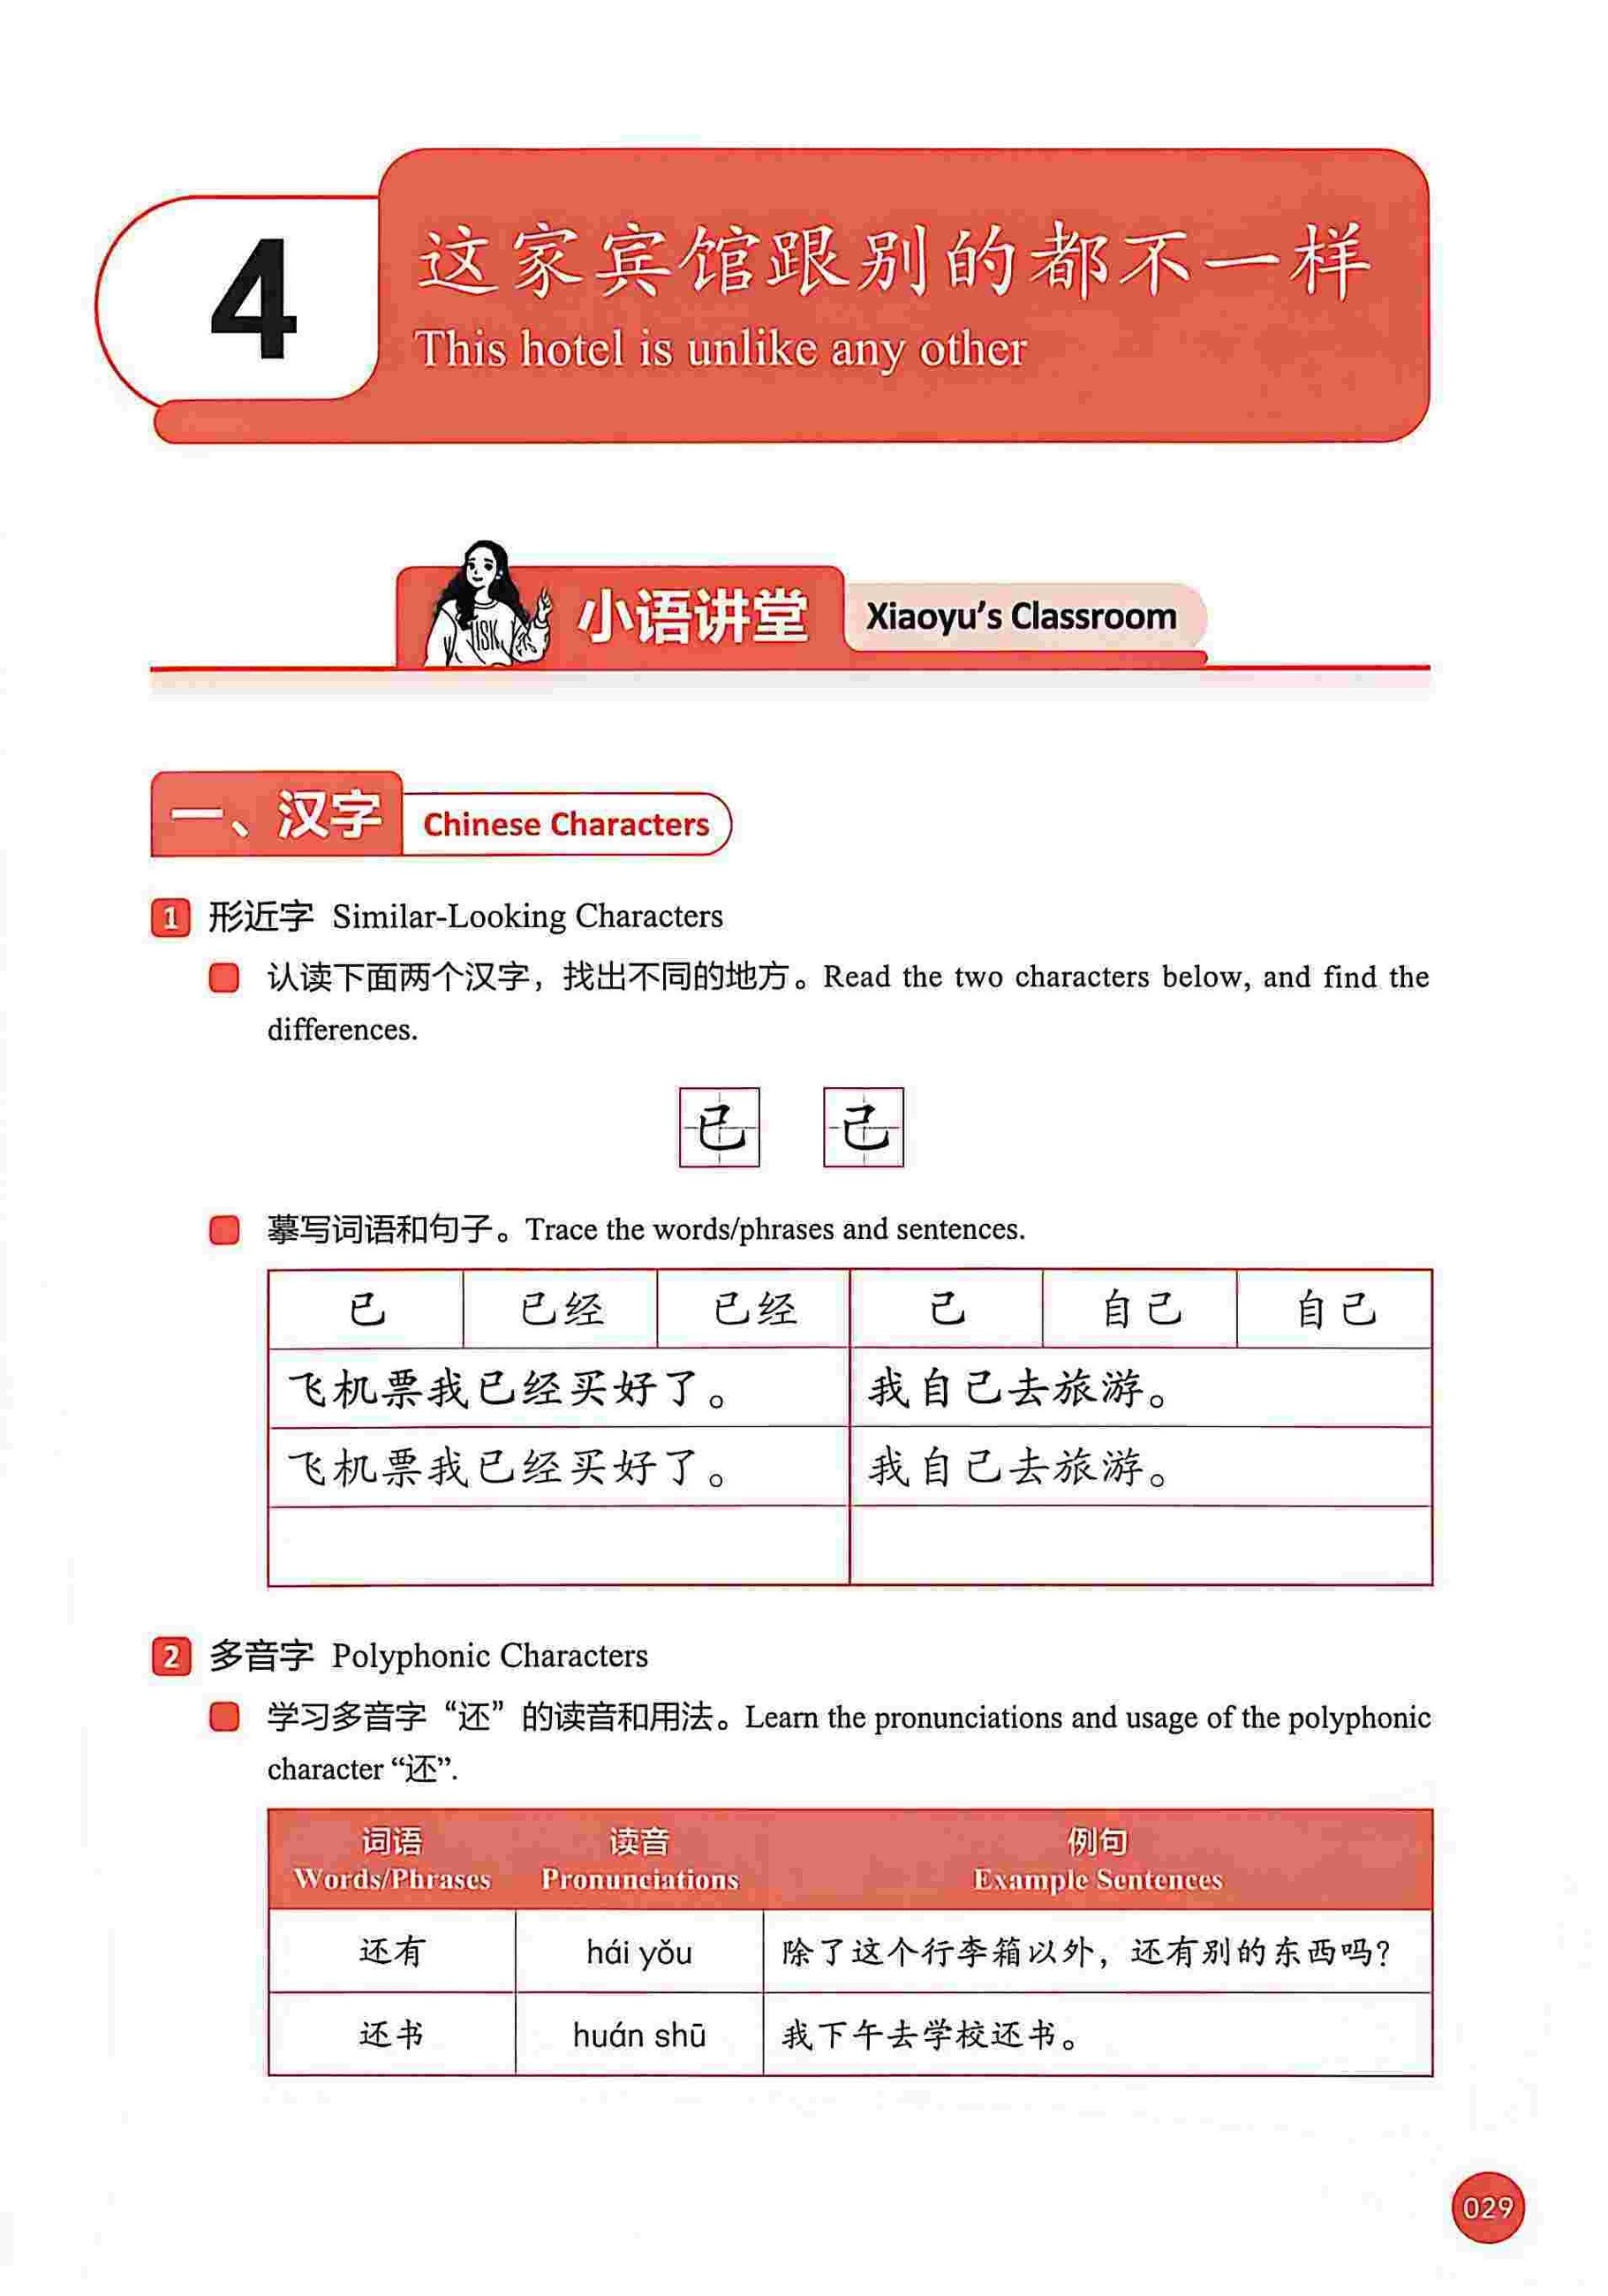 4
这家宾馆跟别的都不一样
This hotel is unlike any other
小语讲堂 Xiaoyu's Classroom
一、汉字 Chinese Characters
1 形近字 Similar-Looking Characters
认读下面两个汉字，找出不同的地方。Read the two characters below, and find the
differences.
已 己
摹写词语和句子。Trace the words/phrases and sentences.
已 已经 已经 己 自己 自己
飞机票我已经买好了。 我自己去旅游。
飞机票我已经买好了。 我自己去旅游。
2 多音字 Polyphonic Characters
学习多音字“还”的读音和用法。Learn the pronunciations and usage of the polyphonic
character “还”.
词语 读音 例句
Words/Phrases Pronunciations Example Sentences
还有 hái yǒu 除了这个行李箱以外，还有别的东西吗？
还书 huán shū 我下午去学校还书。
029